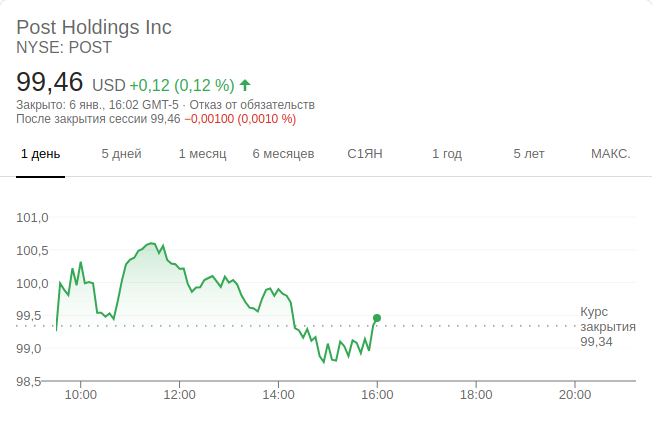 Post Holdings Inc
NYSE: POST
99,46 USD +0,12 (0,12 %)
Закрыто: 6 янв., 16:02 GMT-5 · Отказ от обязательств
После закрытия сессии 99,46 −0,00100 (0,0010 %)
1 день 5 дней 1 месяц 6 месяцев С1ЯН 1 год 5 лет МАКС.
101,0
100,5
100,0
99,5
99,0
98,5
Курс
закрытия
99,34
10:00 12:00 14:00 16:00 18:00 20:00